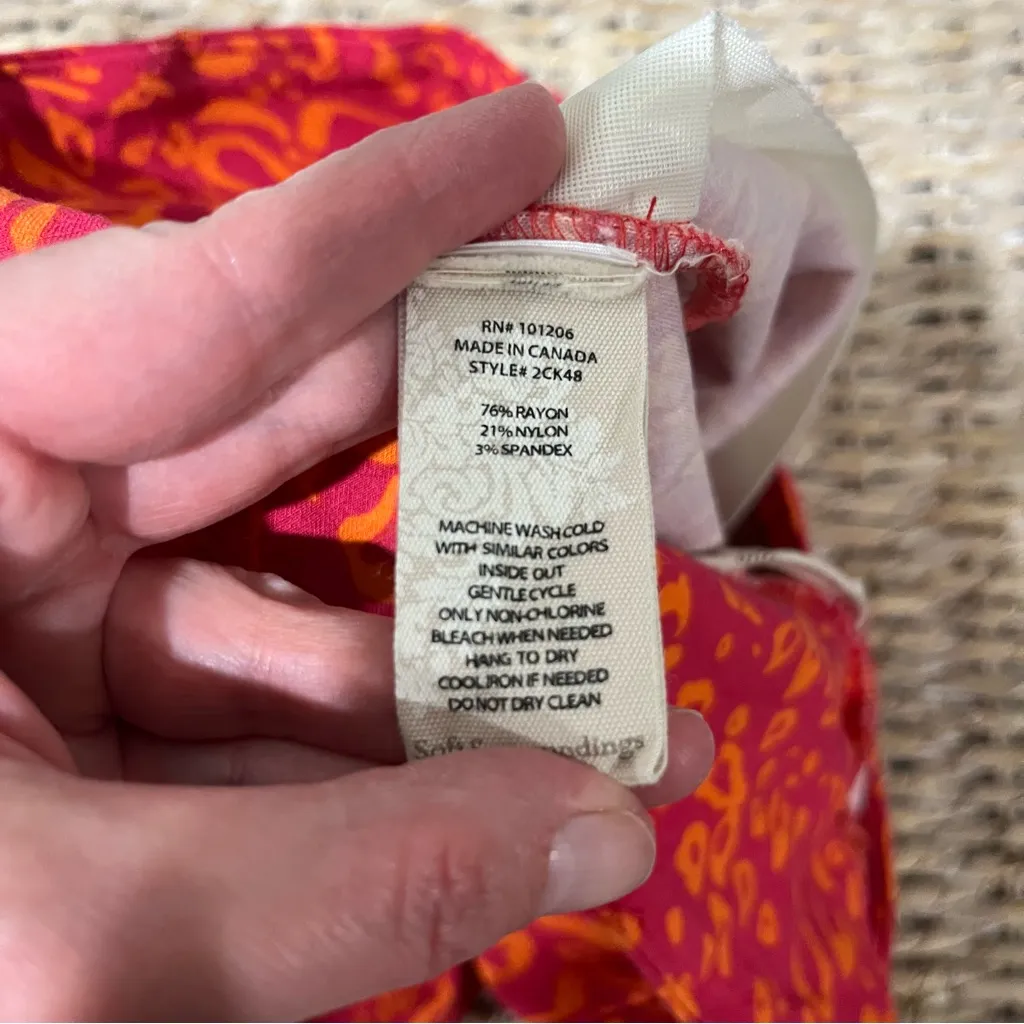 RN# 101206
MADE IN CANADA
STYLE# 2CK48
76% RAYON
21% NYLON
3% SPANDEX
MACHINE WASH COLD
WITH SIMILAR COLORS
INSIDE OUT
GENTLE CYCLE
ONLY NON-CHLORINE
BLEACH WHEN NEEDED
HANG TO DRY
COOL IRON IF NEEDED
DO NOT DRY CLEAN
Soft Surroundings